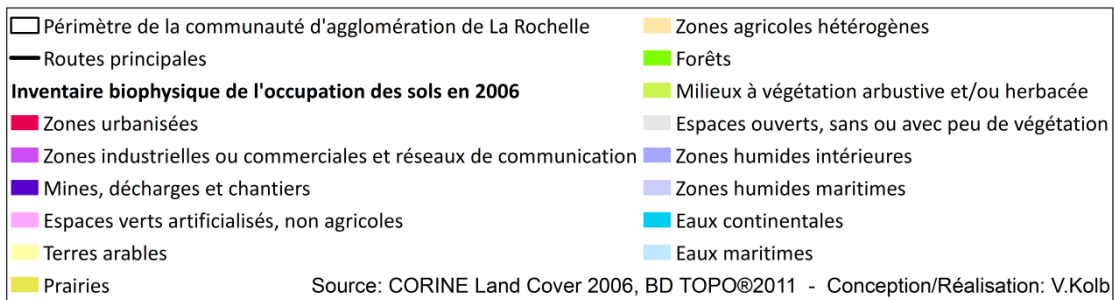 Périmètre de la communauté d'agglomération de La Rochelle
Routes principales
Inventaire biophysique de l'occupation des sols en 2006
Zones urbanisées
Zones industrielles ou commerciales et réseaux de communication
Mines, décharges et chantiers
Espaces verts artificialisés, non agricoles
Terres arables
Prairies
Zones agricoles hétérogènes
Forêts
Milieux à végétation arbustive et/ou herbacée
Espaces ouverts, sans ou avec peu de végétation
Zones humides intérieures
Zones humides maritimes
Eaux continentales
Eaux maritimes
Source: CORINE Land Cover 2006, BD TOPO®2011 - Conception/Réalisation: V.Kolb